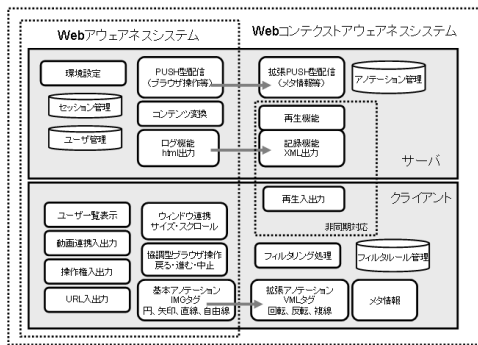 Webアウェアネスシステム
Webコンテクストアウェアネスシステム
環境設定
セッション管理
ユーザ管理
PUSH型配信
(ブラウザ操作等)
コンテンツ変換
ログ機能
html出力
拡張PUSH型配信
(メタ情報等)
アノテーション管理
再生機能
記録機能
XML出力
サーバ
クライアント
再生入出力
非同期対応
ユーザー覧表示
動画連携入出力
操作権入出力
URL入出力
ウィンドウ連携
サイズ・スクロール
協調型ブラウザ操作
戻る・進む・中止
基本アノテーション
IMGタグ
円、矢印、直線、自由線
フィルタリング処理
フィルタルール管理
拡張アノテーション
VMLタグ
回転、反転、複線
メタ情報